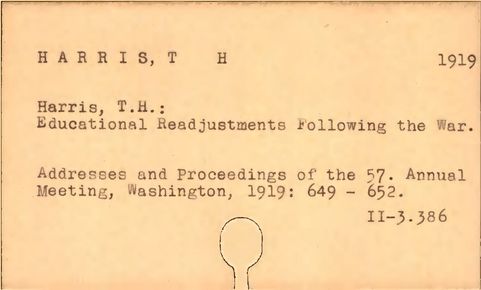 HARRIS, T H 1919
Harris, T.H.:
Educational Readjustments Following the War.
Addresses and Proceedings of the 57. Annual
Meeting, Washington, 1919: 649 - 652.
II-3.386